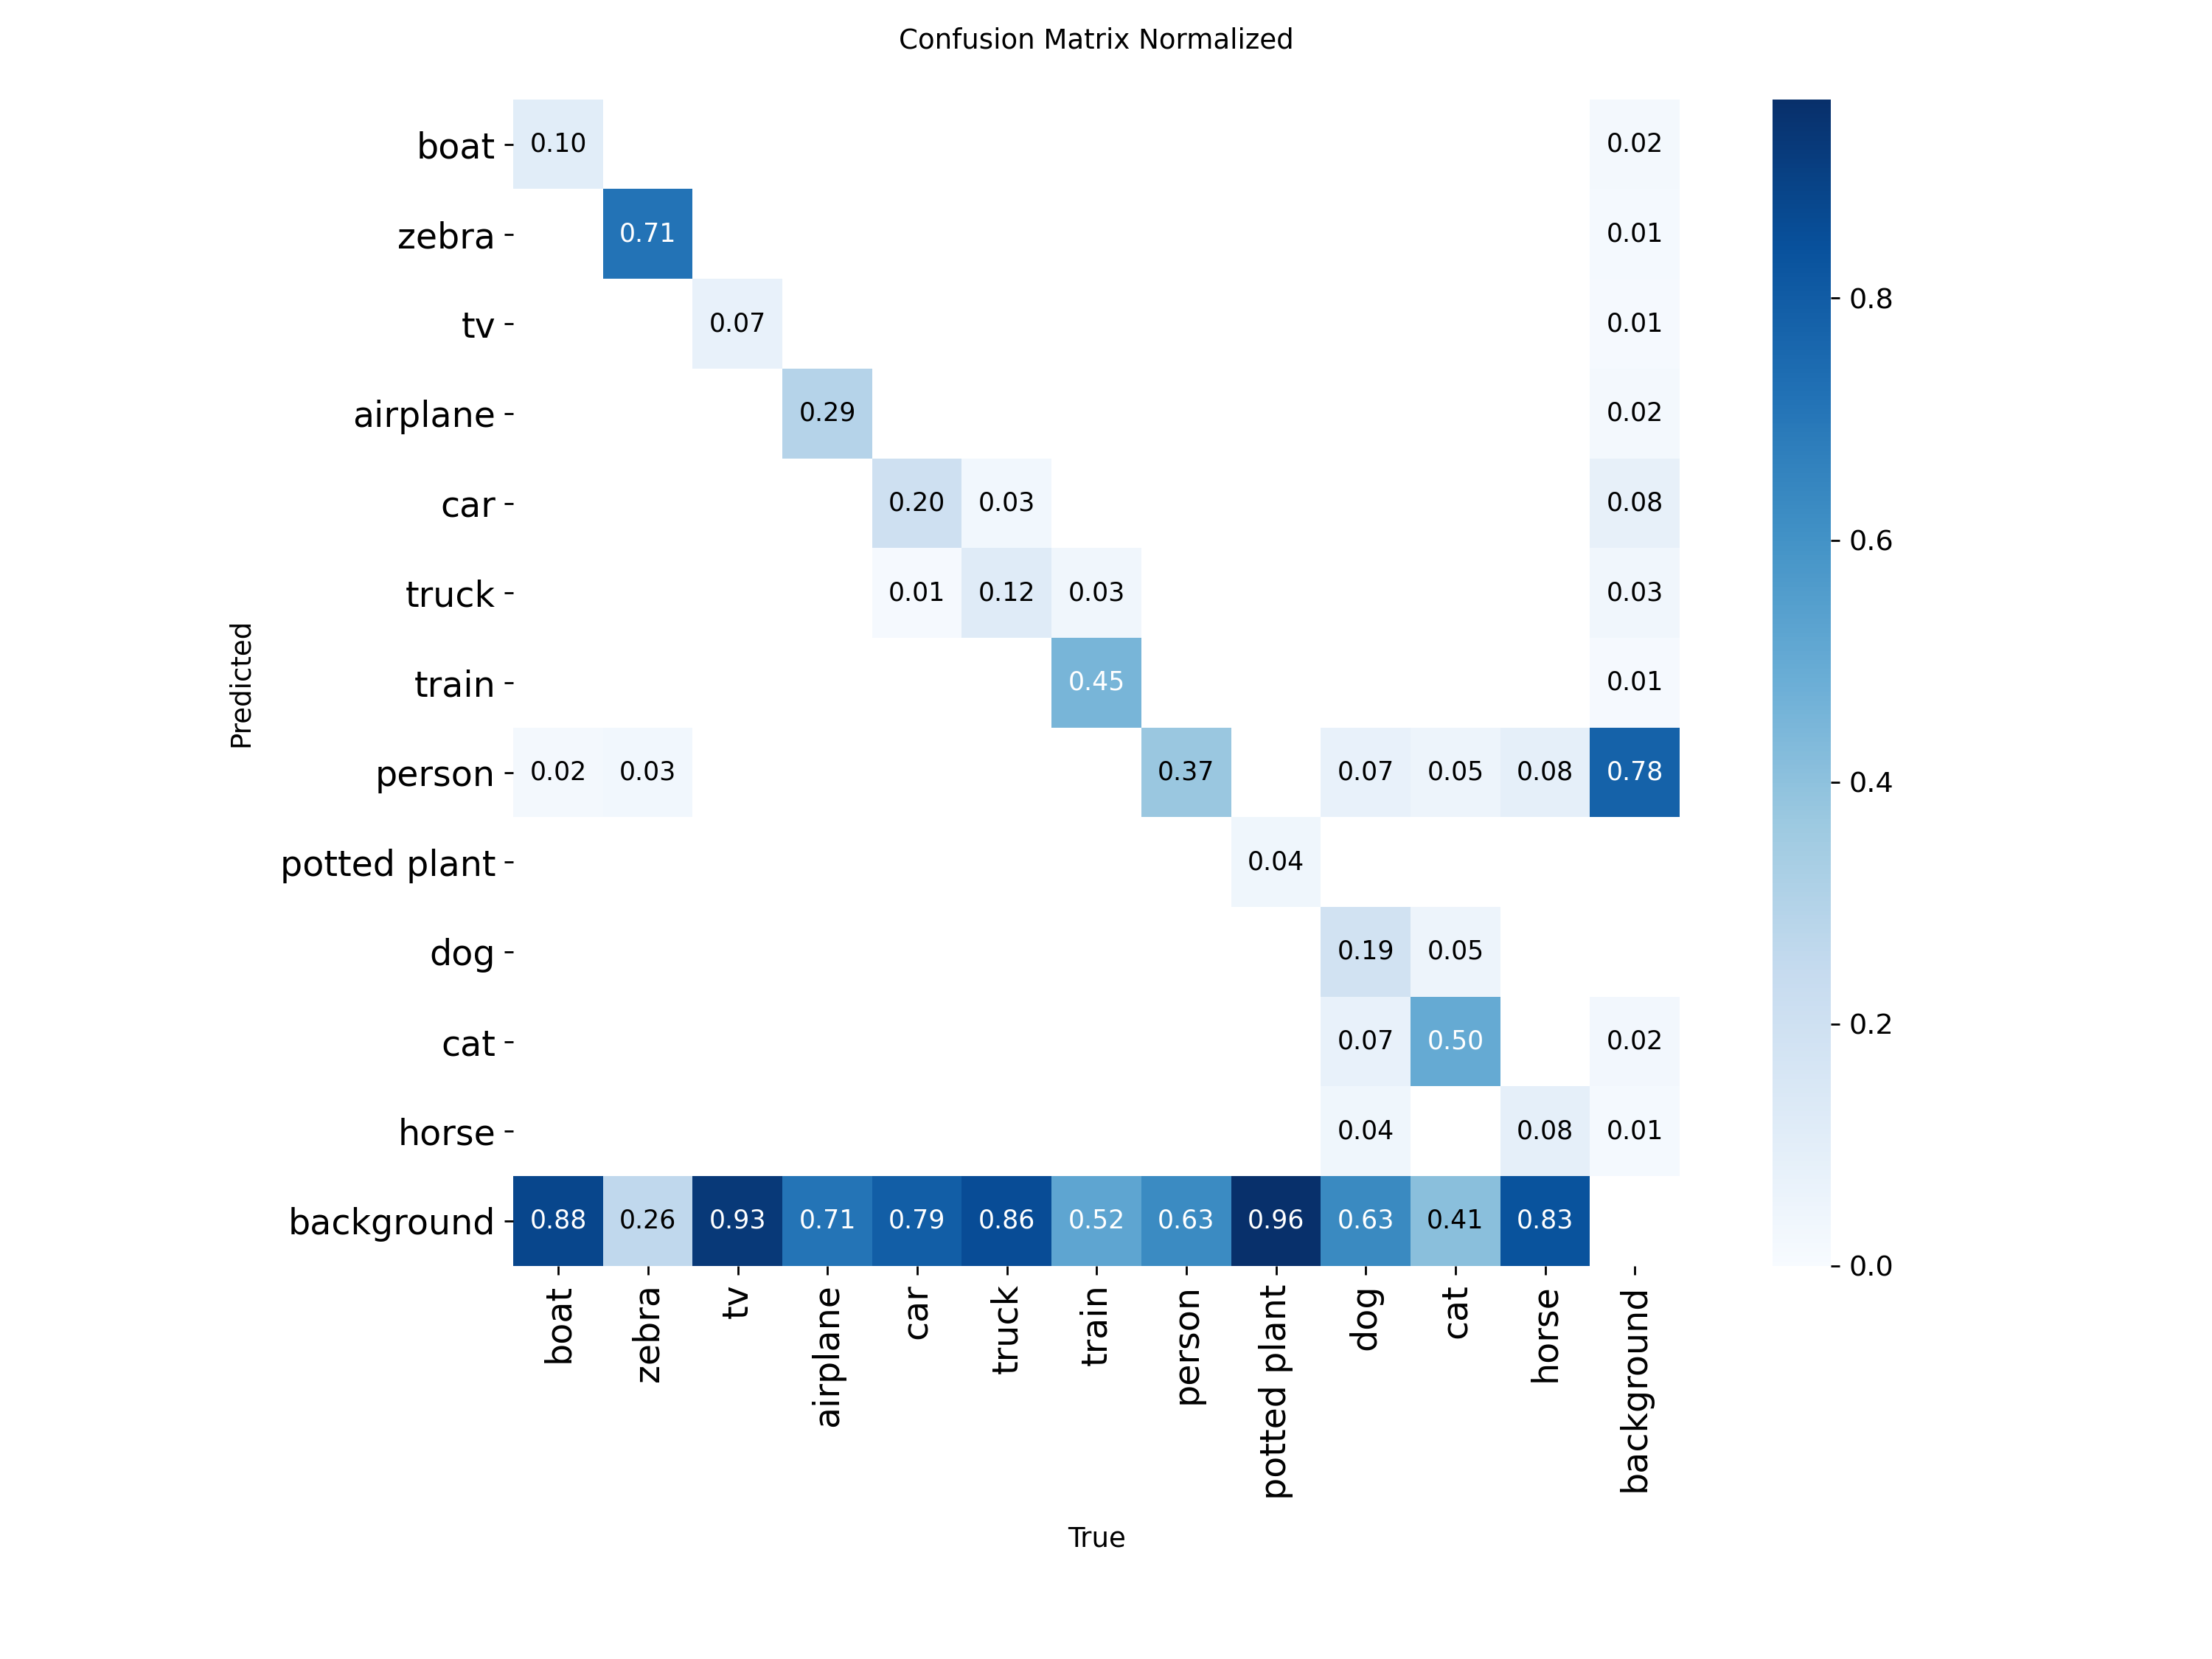 Confusion Matrix Normalized
boat 0.10 0.02
zebra 0.71 0.01
tv 0.07 0.01
airplane 0.29 0.02
car 0.20 0.03 0.08
truck 0.01 0.12 0.03 0.03
train 0.45 0.01
person 0.02 0.03 0.37 0.07 0.05 0.08 0.78
potted plant 0.04
dog 0.19 0.05
cat 0.07 0.50 0.02
horse 0.04 0.08 0.01
background 0.88 0.26 0.93 0.71 0.79 0.86 0.52 0.63 0.96 0.63 0.41 0.83
Predicted
boat
zebra
tv
airplane
car
truck
train
person
potted plant
dog
cat
horse
background
True
0.8
0.6
0.4
0.2
0.0